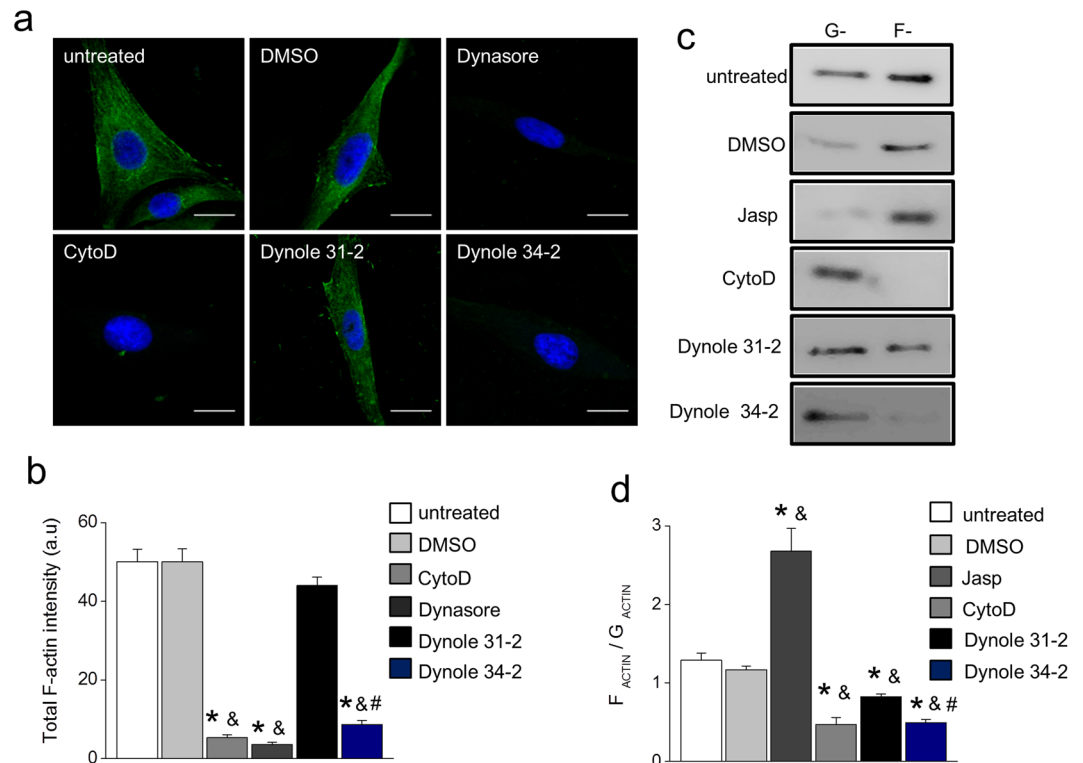 a
untreated
DMSO
Dynasore
CytoD
Dynole 31-2
Dynole 34-2
c
G- F-
untreated
DMSO
Jasp
CytoD
Dynole 31-2
Dynole 34-2
b
Total F-actin intensity (a.u)
60
40
20
0
* &
* &
* & #
untreated
DMSO
CytoD
Dynasore
Dynole 31-2
Dynole 34-2
d
F ACTIN / G ACTIN
3
2
1
0
* &
* &
* &
* & #
untreated
DMSO
Jasp
CytoD
Dynole 31-2
Dynole 34-2